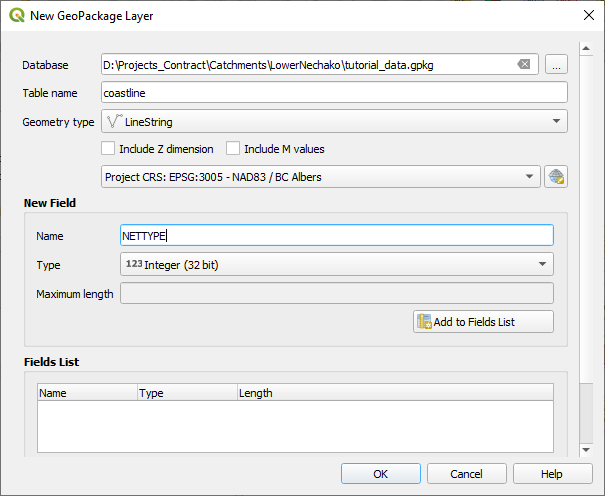 New GeoPackage Layer
Database D:\Projects_Contract\Catchments\LowerNechako\tutorial_data.gpkg ...
Table name coastline
Geometry type LineString
Include Z dimension Include M values
Project CRS: EPSG:3005 - NAD83 / BC Albers
New Field
Name NETTYPE
Type 123 Integer (32 bit)
Maximum length
Add to Fields List
Fields List
Name Type Length
OK Cancel Help